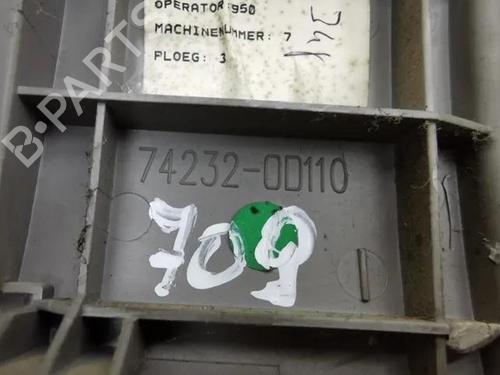 OPERATOR 950
MACHINENUMMER: 7
PLOEG: 3
B-PARTS
74232-0D110
709